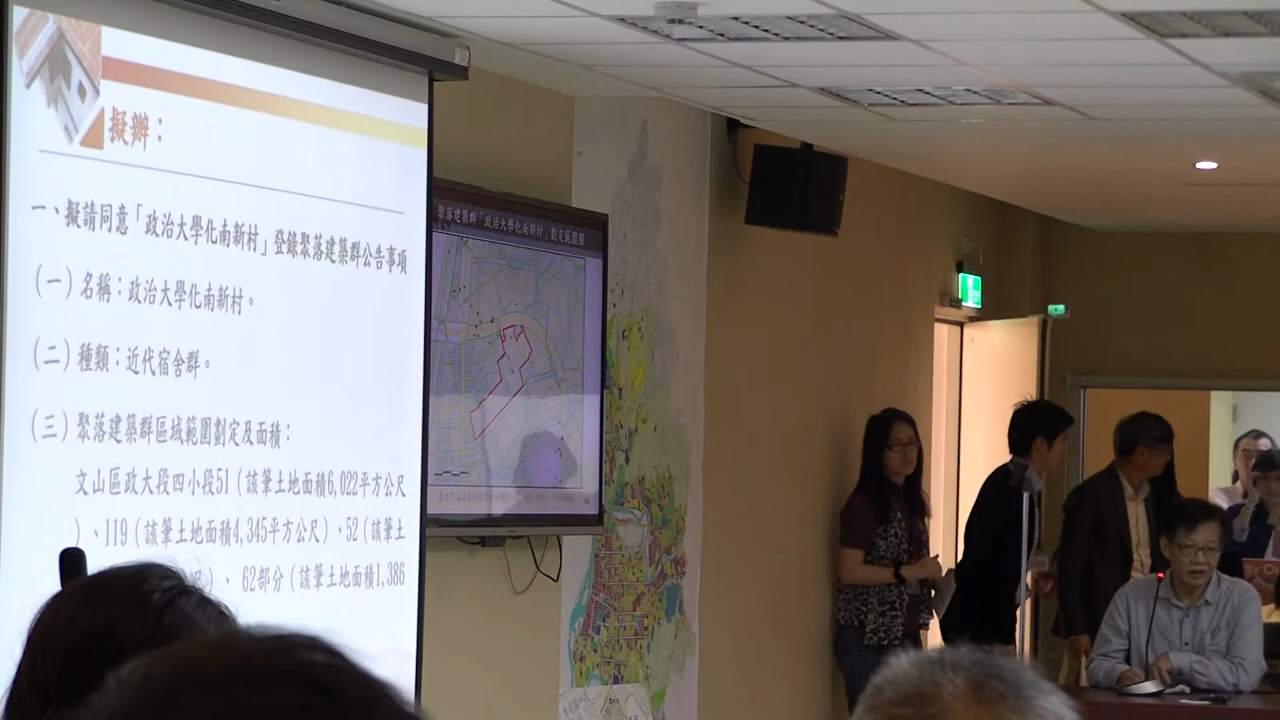 擬辦：
一、擬請同意「政治大學化南新村」登錄聚落建築群公告事項
(一) 名稱：政治大學化南新村。
(二) 種類：近代宿舍群。
(三) 聚落建築群區域範圍劃定及面積：
文山區政大段四小段51（該筆土地面積6,022平方公尺
）、119（該筆土地面積4,345平方公尺）、52（該筆土
尺）、 62部分（該筆土地面積1,386
聚落建築群「政治大學化南新村」劃定範圍圖